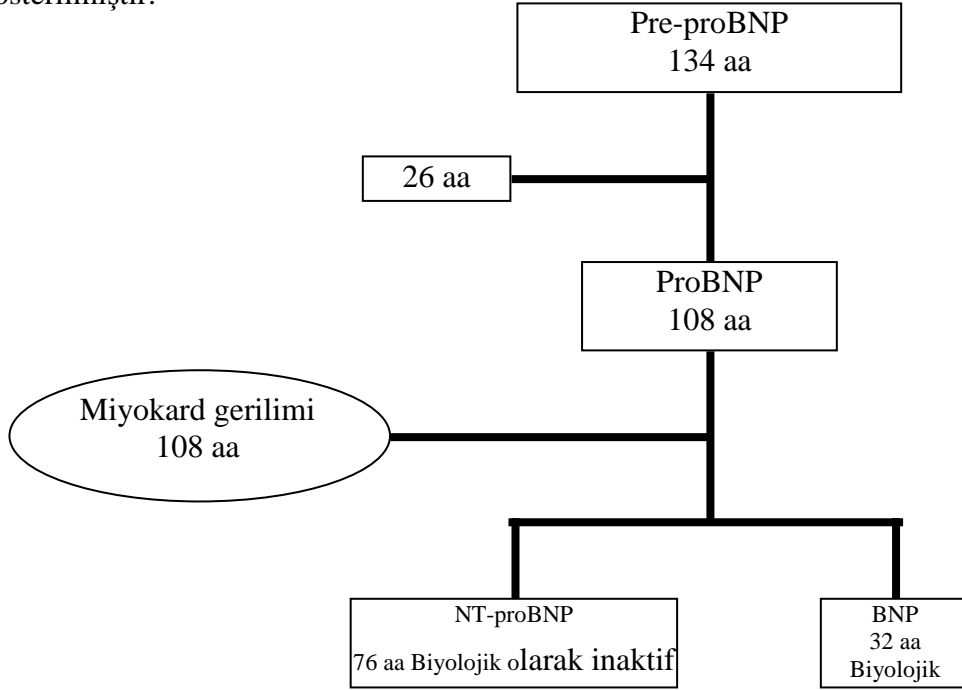 österilmiştir.
Pre-proBNP
134 aa
26 aa
ProBNP
108 aa
Miyokard gerilimi
108 aa
NT-proBNP
76 aa Biyolojik olarak inaktif
BNP
32 aa
Biyolojik